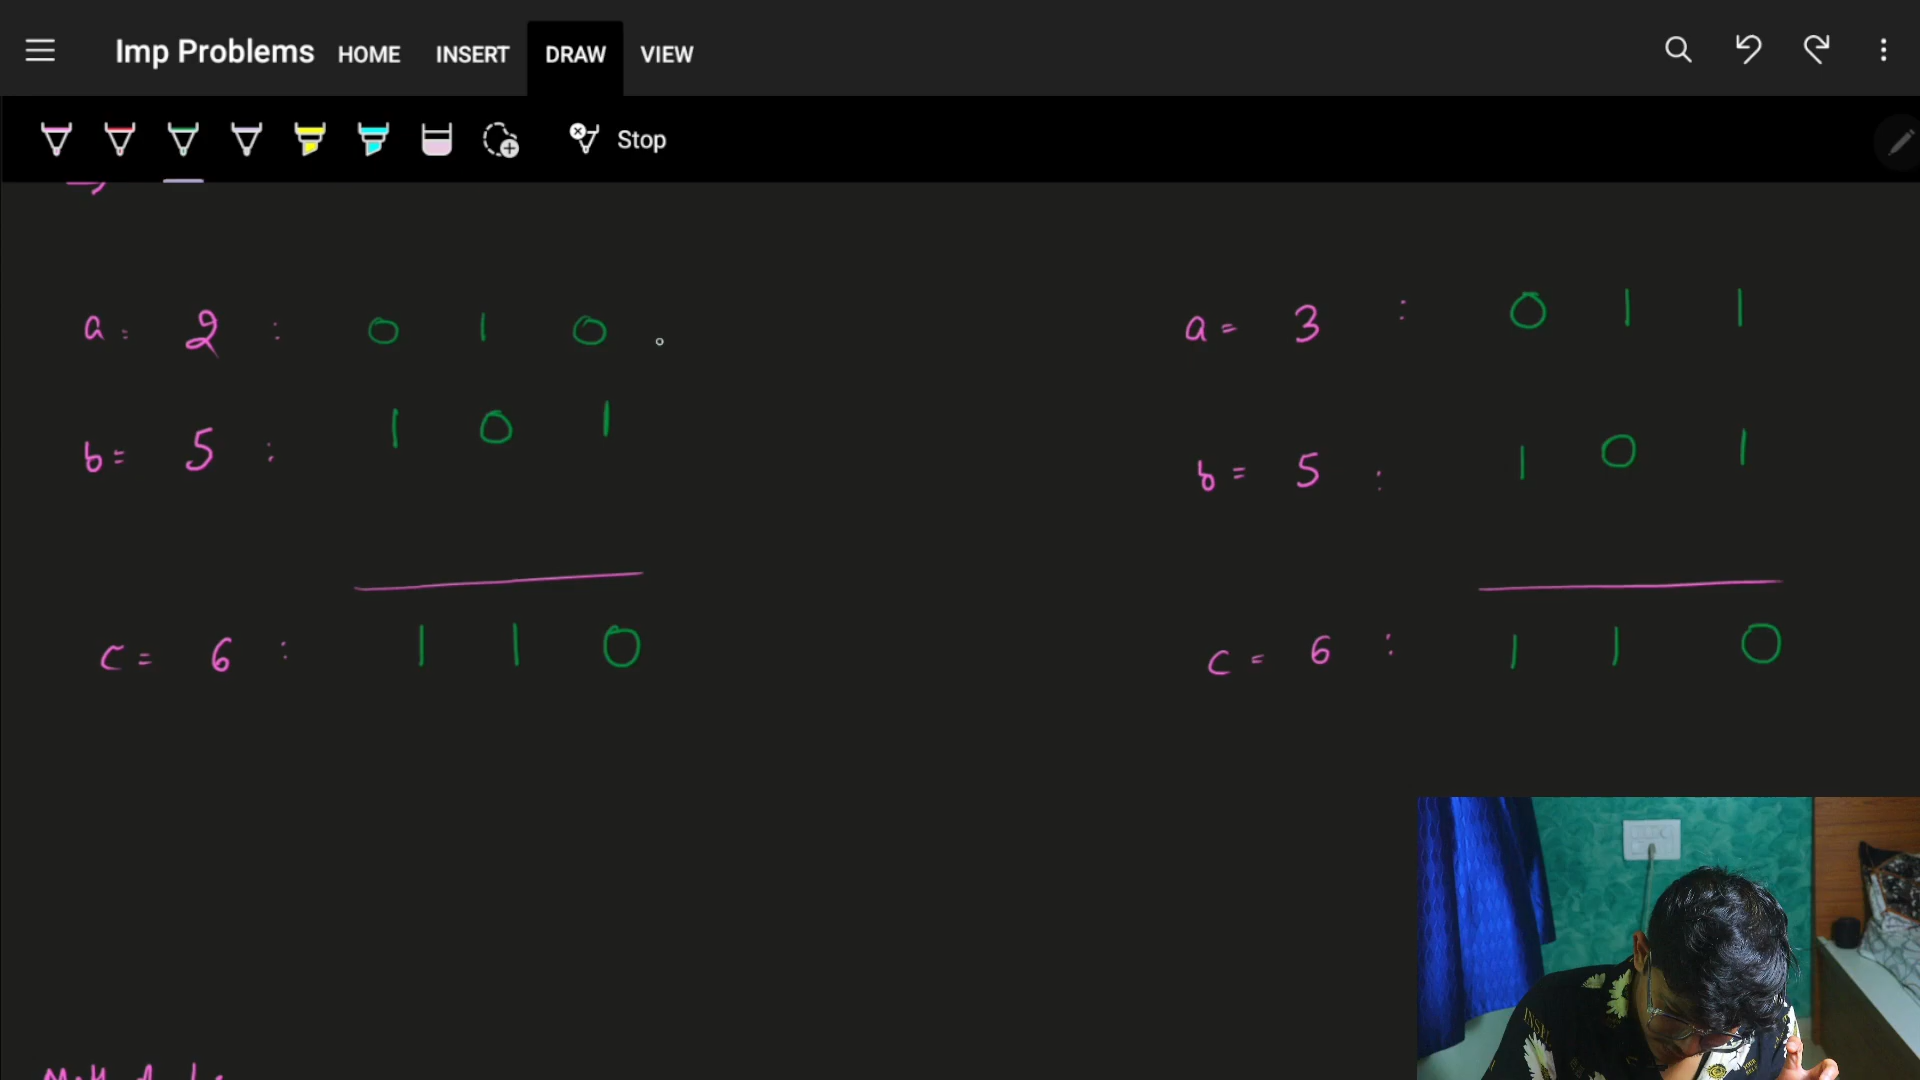 Imp Problems HOME INSERT DRAW VIEW
Stop
a = 2 : 0 1 0
b = 5 : 1 0 1
c = 6 : 1 1 0
a = 3 : 0 1 1
b = 5 : 1 0 1
c = 6 : 1 1 0